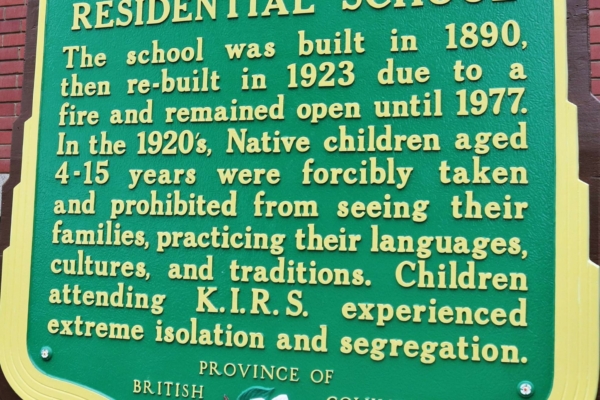 RESIDENTIAL SCHOOL
The school was built in 1890,
then re-built in 1923 due to a
fire and remained open until 1977.
In the 1920's, Native children aged
4-15 years were forcibly taken
and prohibited from seeing their
families, practicing their languages,
cultures, and traditions. Children
attending K.I.R.S. experienced
extreme isolation and segregation.
PROVINCE OF
BRITISH